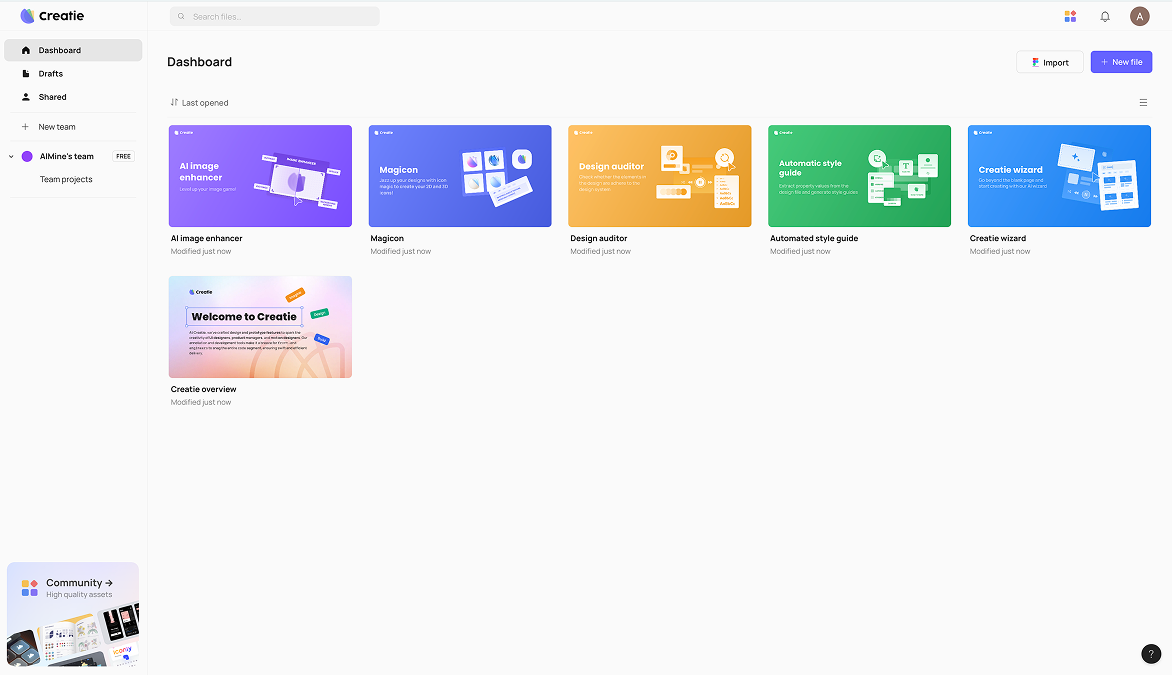 Creatie
Search files...
A
Dashboard
Drafts
Shared
New team
AIMine's team
FREE
Team projects
Dashboard
Import
New file
Last opened
Creatie
AI image
enhancer
Level up your image game!
AI image enhancer
Modified just now
Creatie
Magicon
Jazz up your designs with icon
magic to create your 2D and 3D
icons!
Magicon
Modified just now
Creatie
Design auditor
Check whether the elements in
the design are adhere to the
design system
Design auditor
Modified just now
Creatie
Automatic style
guide
Extract property values from the
design file and generate style guides
Automated style guide
Modified just now
Creatie
Creatie wizard
Go beyond the blank page and
start creating with our AI wizard
Creatie wizard
Modified just now
Creatie
Welcome to Creatie
Design
Creatie overview
Modified just now
Community →
High quality assets
iconly
?